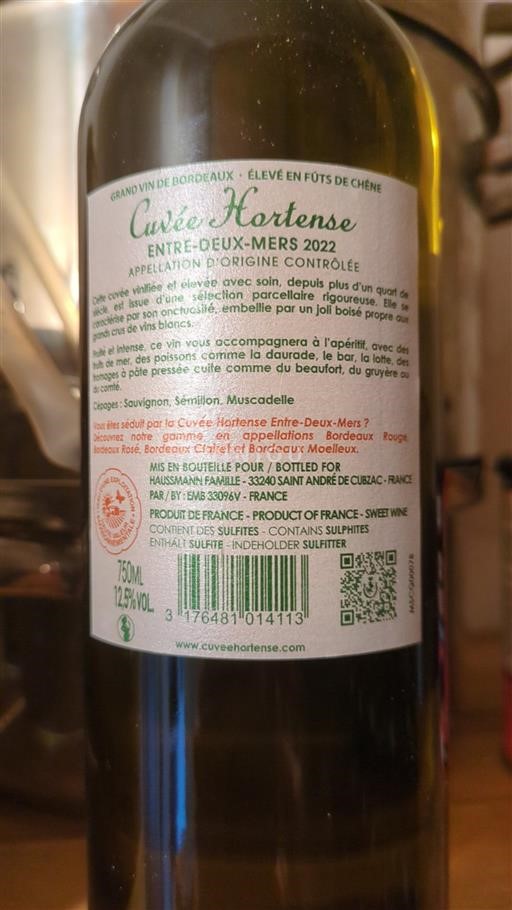 GRAND VIN DE BORDEAUX · ÉLEVÉ EN FÛTS DE CHÊNE
Cuvée Hortense
ENTRE-DEUX-MERS 2022
APPELLATION D'ORIGINE CONTRÔLÉE
Cette cuvée vinifiée et élevée avec soin, depuis plus d'un quart de
siècle, est issue d'une sélection parcellaire rigoureuse. Elle se
caractérise par son onctuosité, embellie par un joli boisé propre aux
grands crus de vins blancs.
Fruité et intense, ce vin vous accompagnera à l'apéritif, avec des
fruits de mer, des poissons comme la daurade, le bar, la lotte, des
fromages à pâte pressée cuite comme du beaufort, du gruyère ou
du comté.
Cépages : Sauvignon, Sémillon, Muscadelle
Vous êtes séduit par la Cuvée Hortense Entre-Deux-Mers ?
Découvrez notre gamme en appellations Bordeaux Rouge,
Bordeaux Rosé, Bordeaux Clairet et Bordeaux Moelleux.
MIS EN BOUTEILLE POUR / BOTTLED FOR
HAUSSMANN FAMILLE - 33240 SAINT ANDRÉ DE CUBZAC - FRANCE
PAR / BY : EMB 33096V - FRANCE
PRODUIT DE FRANCE - PRODUCT OF FRANCE - SWEET WINE
CONTIENT DES SULFITES - CONTAINS SULPHITES
ENTHÄLT SULFITE - INDEHOLDER SULFITTER
750ML
12,5%VOL.
3 176481 014113
www.cuveehortense.com